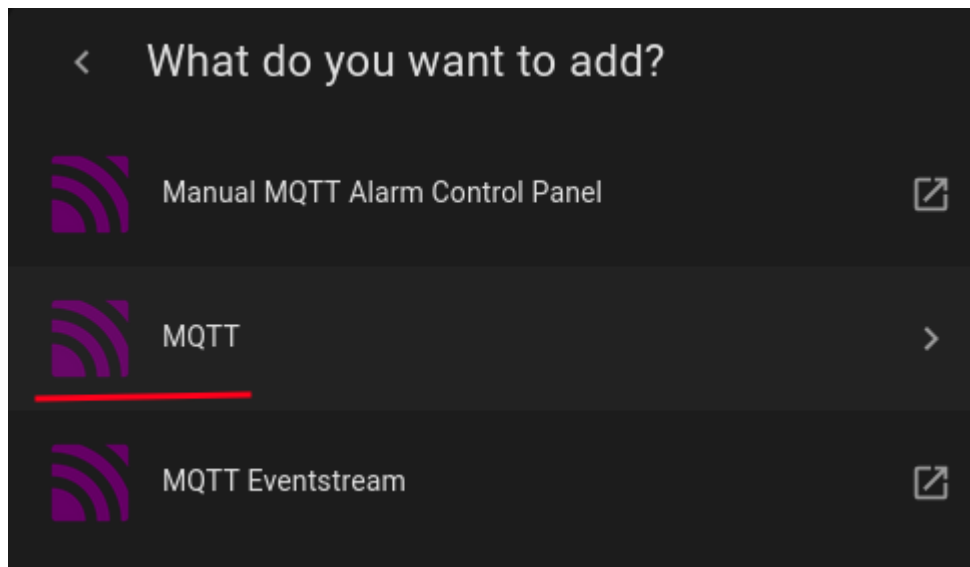 What do you want to add?
Manual MQTT Alarm Control Panel
MQTT
MQTT Eventstream